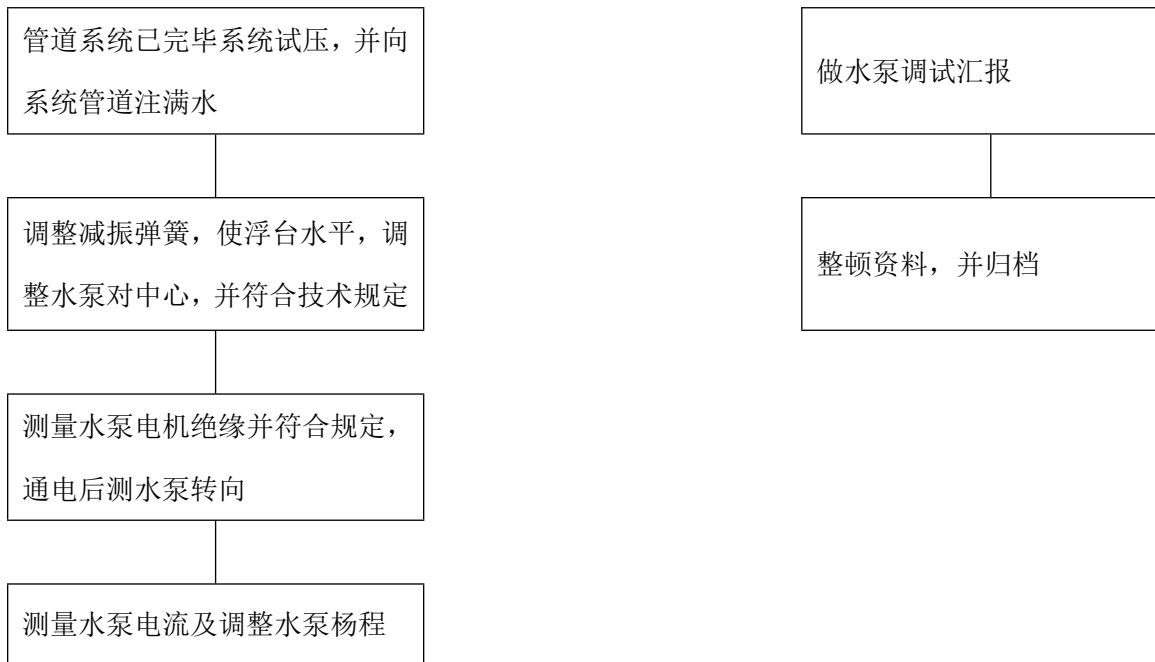 管道系统已完毕系统试压，并向
系统管道注满水
调整减振弹簧，使浮台水平，调
整水泵对中心，并符合技术规定
测量水泵电机绝缘并符合规定，
通电后测水泵转向
测量水泵电流及调整水泵杨程
做水泵调试汇报
整顿资料，并归档